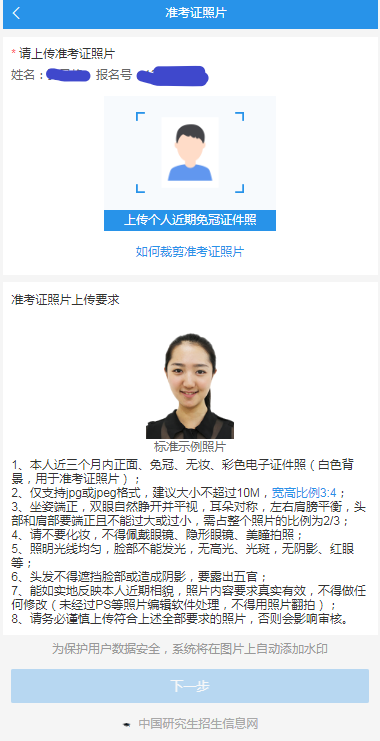 准考证照片
* 请上传准考证照片
姓名： 报名号
上传个人近期免冠证件照
如何裁剪准考证照片
准考证照片上传要求
标准示例照片
1、本人近三个月内正面、免冠、无妆、彩色电子证件照（白色背
景，用于准考证照片）；
2、仅支持jpg或jpeg格式，建议大小不超过10M，宽高比例3:4；
3、坐姿端正，双眼自然睁开并平视，耳朵对称，左右肩膀平衡，头
部和肩部要端正且不能过大或过小，需占整个照片的比例为2/3；
4、请不要化妆，不得佩戴眼镜、隐形眼镜、美瞳拍照；
5、照明光线均匀，脸部不能发光，无高光、光斑，无阴影、红眼
等；
6、头发不得遮挡脸部或造成阴影，要露出五官；
7、能如实地反映本人近期相貌，照片内容要求真实有效，不得做任
何修改（未经过PS等照片编辑软件处理，不得用照片翻拍）；
8、请务必谨慎上传符合上述全部要求的照片，否则会影响审核。
为保护用户数据安全，系统将在图片上自动添加水印
下一步
中国研究生招生信息网